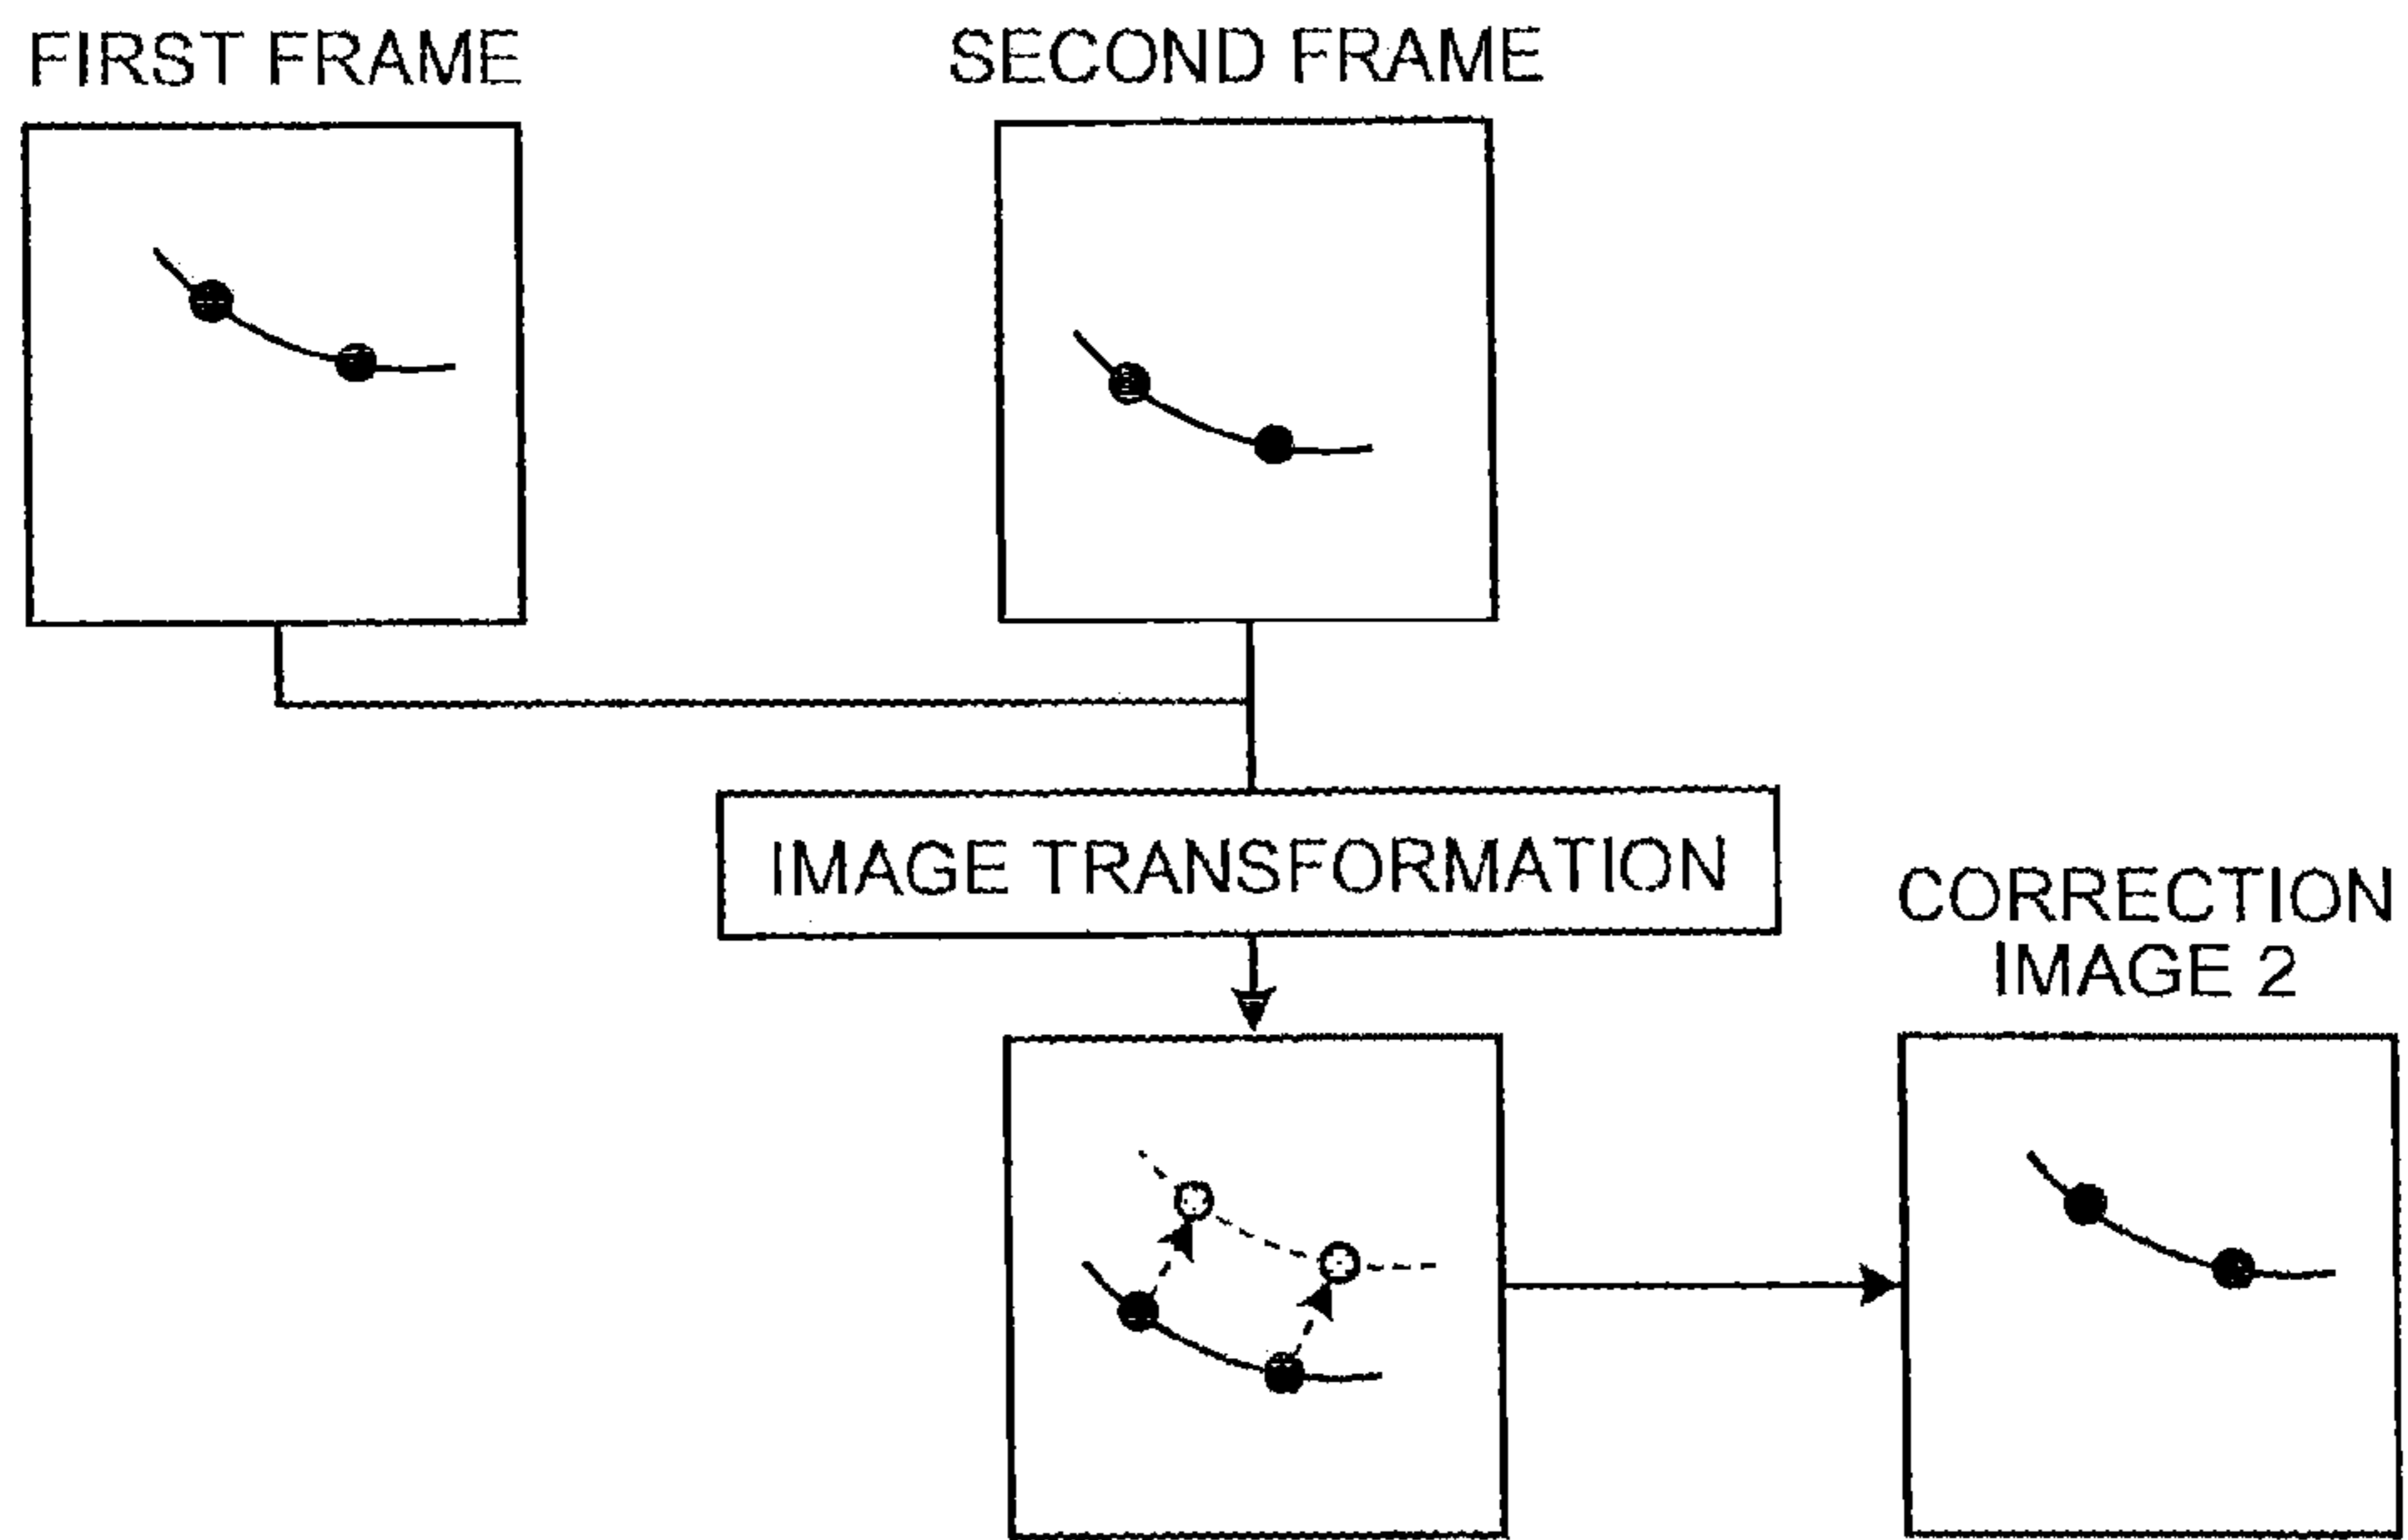 FIRST FRAME
SECOND FRAME
IMAGE TRANSFORMATION
CORRECTION
IMAGE 2